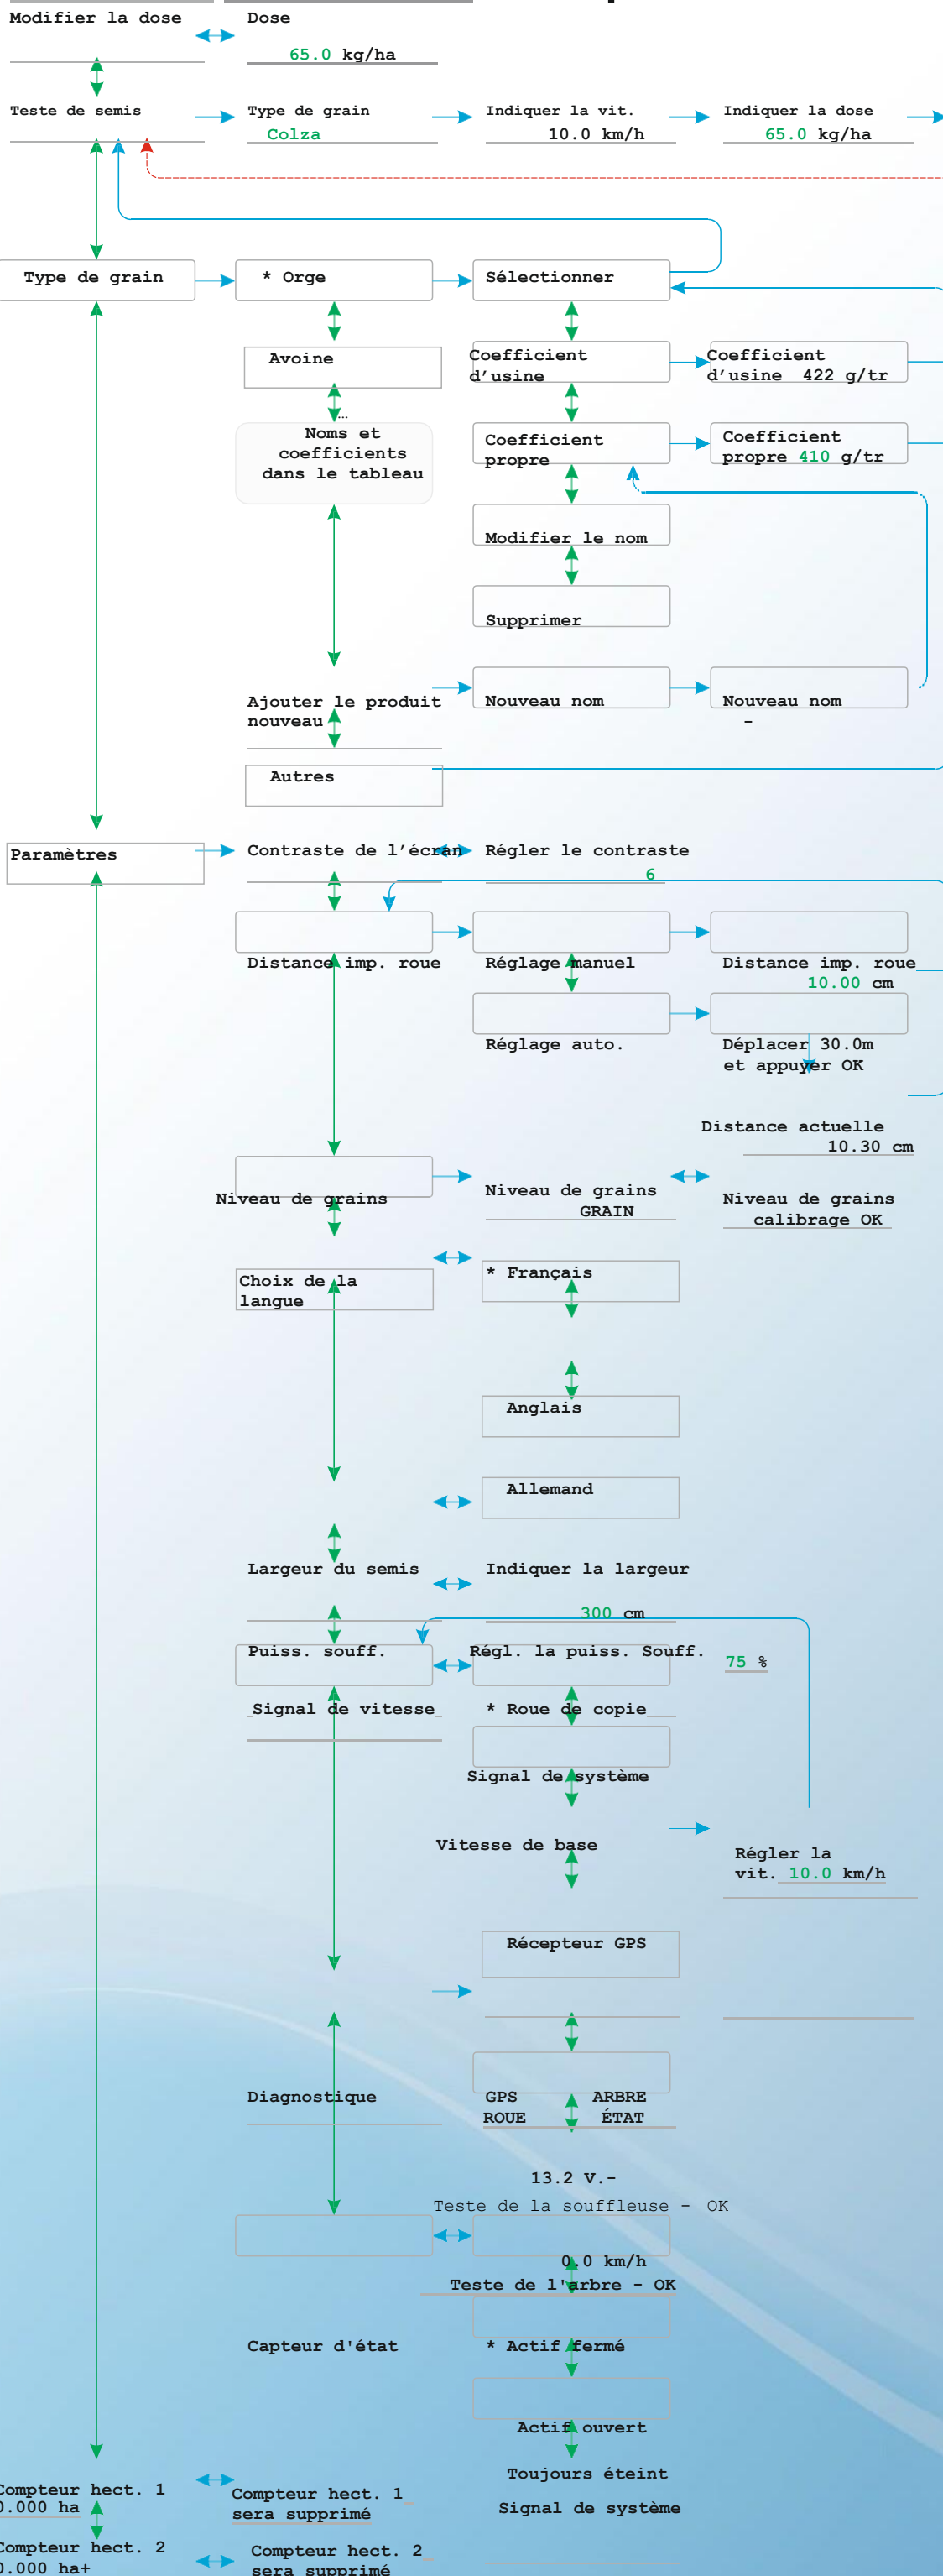 Modifier la dose
Dose
65.0 kg/ha
Teste de semis
Type de grain
Colza
Indiquer la vit.
10.0 km/h
Indiquer la dose
65.0 kg/ha
Type de grain
* Orge
Sélectionner
Avoine
Coefficient
d’usine
Coefficient
d’usine 422 g/tr
…
Noms et
coefficients
dans le tableau
Coefficient
propre
Coefficient
propre 410 g/tr
Modifier le nom
Supprimer
Ajouter le produit
nouveau
Nouveau nom
Nouveau nom
-
Autres
Paramètres
Contraste de l’écran
Régler le contraste
6
Distance imp. roue
Réglage manuel
Distance imp. roue
10.00 cm
Réglage auto.
Déplacer 30.0m
et appuyer OK
Distance actuelle
10.30 cm
Niveau de grains
Niveau de grains
GRAIN
Niveau de grains
calibrage OK
Choix de la
langue
* Français
Anglais
Allemand
Largeur du semis
Indiquer la largeur
300 cm
Puiss. souff.
Régl. la puiss. Souff.
75 %
Signal de vitesse
* Roue de copie
Signal de système
Vitesse de base
Régler la
vit. 10.0 km/h
Récepteur GPS
Diagnostique
GPS ARBRE
ROUE ÉTAT
13.2 V.-
Teste de la souffleuse - OK
0.0 km/h
Teste de l'arbre - OK
Capteur d'état
* Actif fermé
Actif ouvert
Toujours éteint
Signal de système
Compteur hect. 1
0.000 ha
Compteur hect. 1
sera supprimé
Compteur hect. 2
0.000 ha+
Compteur hect. 2
sera supprimé